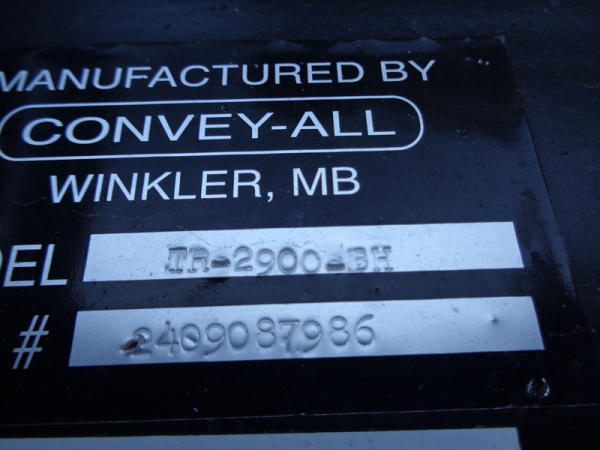 MANUFACTURED BY
CONVEY-ALL
WINKLER, MB
DEL TR-2900-BH
# 2409087986